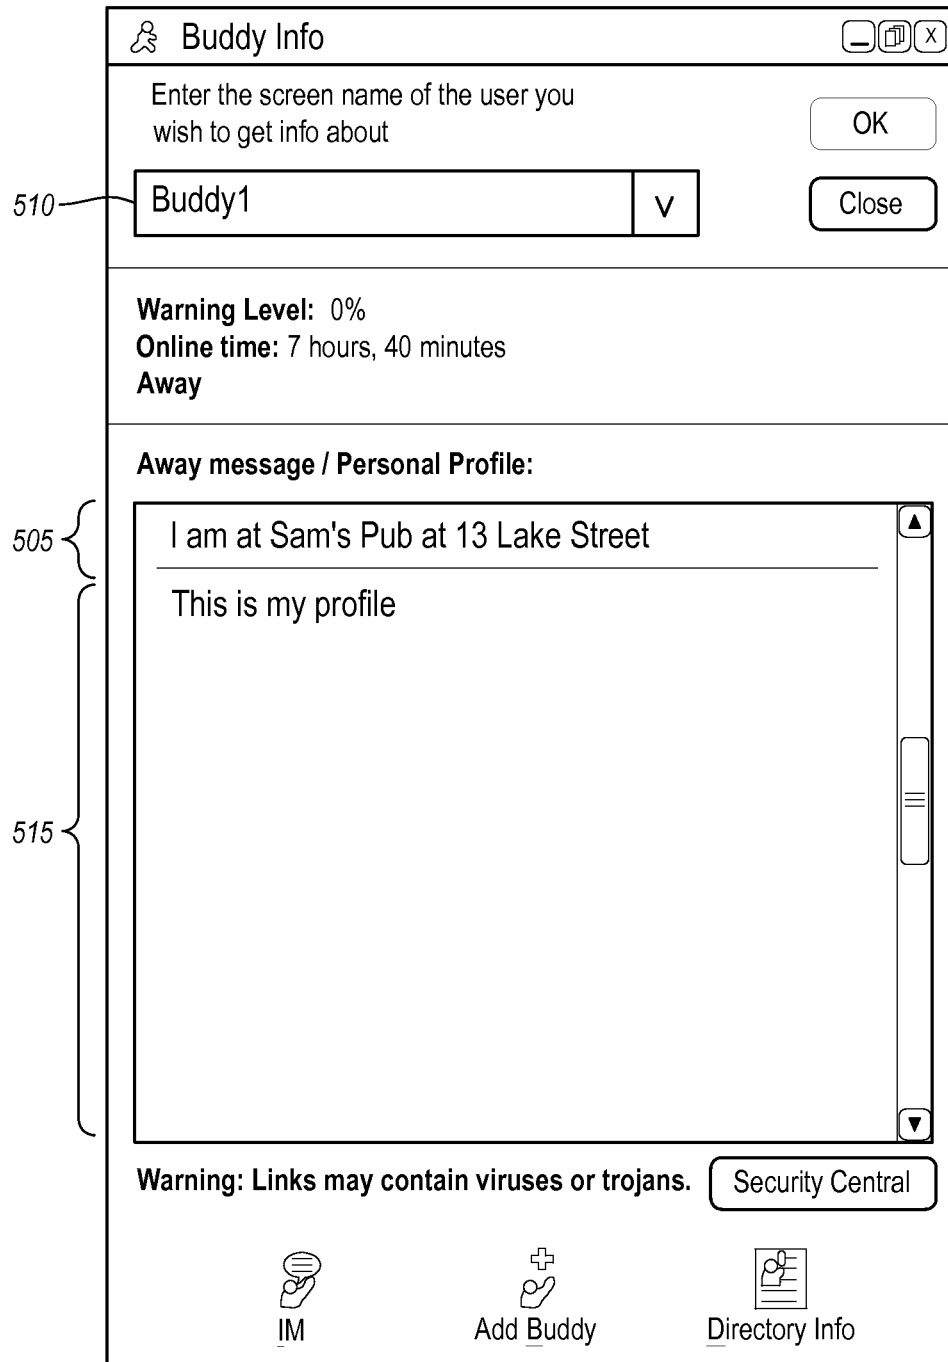 Buddy Info
X
Enter the screen name of the user you
wish to get info about
OK
510
Buddy1
V
Close
Warning Level: 0%
Online time: 7 hours, 40 minutes
Away
Away message / Personal Profile:
505
I am at Sam's Pub at 13 Lake Street
This is my profile
515
Warning: Links may contain viruses or trojans.
Security Central
IM
Add Buddy
Directory Info